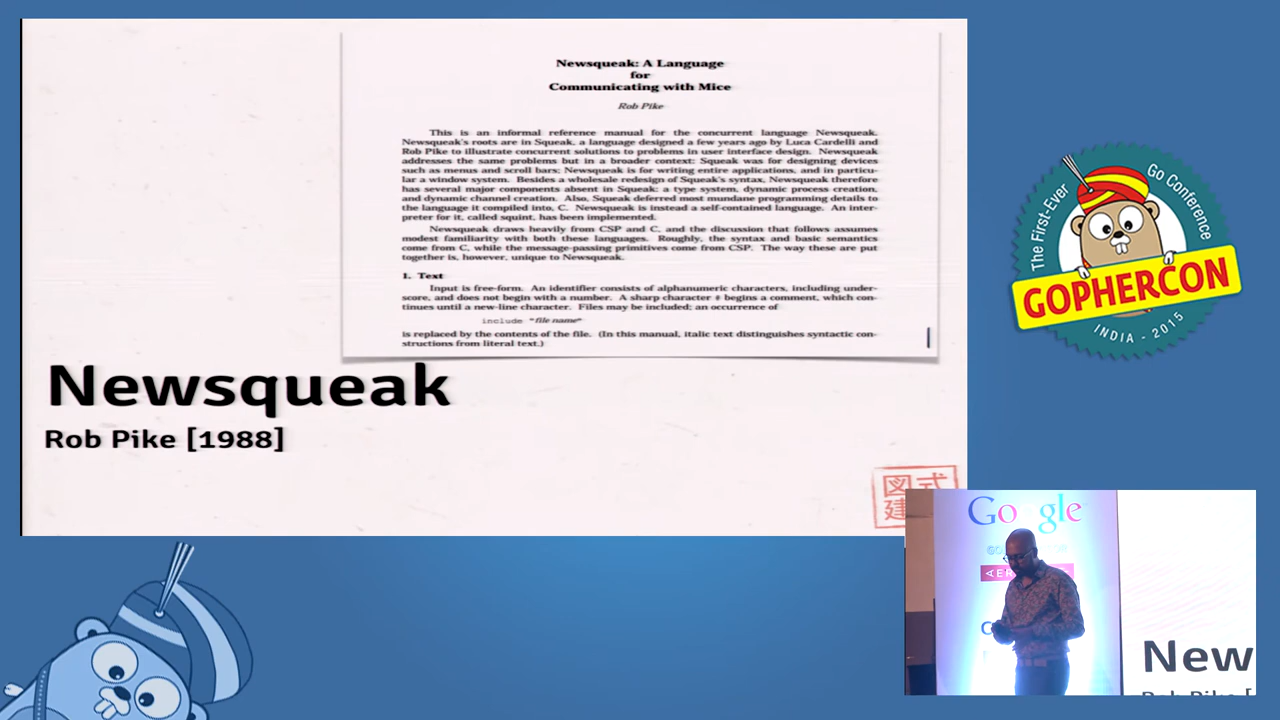 Newsqueak: A Language
for
Communicating with Mice
Rob Pike
This is an informal reference manual for the concurrent language Newsqueak.
Newsqueak's roots are in Squeak, a language designed a few years ago by Luca Cardelli and
Rob Pike to illustrate concurrent solutions to problems in user interface design. Newsqueak
addresses the same problems but in a broader context: Squeak was for designing devices
such as menus and scroll bars; Newsqueak is for writing entire applications, and in particu-
lar a window system. Besides a wholesale redesign of Squeak's syntax, Newsqueak therefore
has several major components absent in Squeak: a type system, dynamic process creation,
and dynamic channel creation. Also, Squeak deferred most mundane programming details to
the language it compiled into, C. Newsqueak is instead a self-contained language. An inter-
preter for it, called squint, has been implemented.
Newsqueak draws heavily from CSP and C, and the discussion that follows assumes
modest familiarity with both these languages. Roughly, the syntax and basic semantics
come from C, while the message-passing primitives come from CSP. The way these are put
together is, however, unique to Newsqueak.
1. Text
Input is free-form. An identifier consists of alphanumeric characters, including under-
score, and does not begin with a number. A sharp character # begins a comment, which con-
tinues until a new-line character. Files may be included; an occurrence of
include "file name"
is replaced by the contents of the file. (In this manual, italic text distinguishes syntactic con-
structions from literal text.)
Newsqueak
Rob Pike [1988]
図式
建
The First-Ever
Go Conference
GOPHERCON
INDIA - 2015
Go gle
AER
New
Rob Pike [